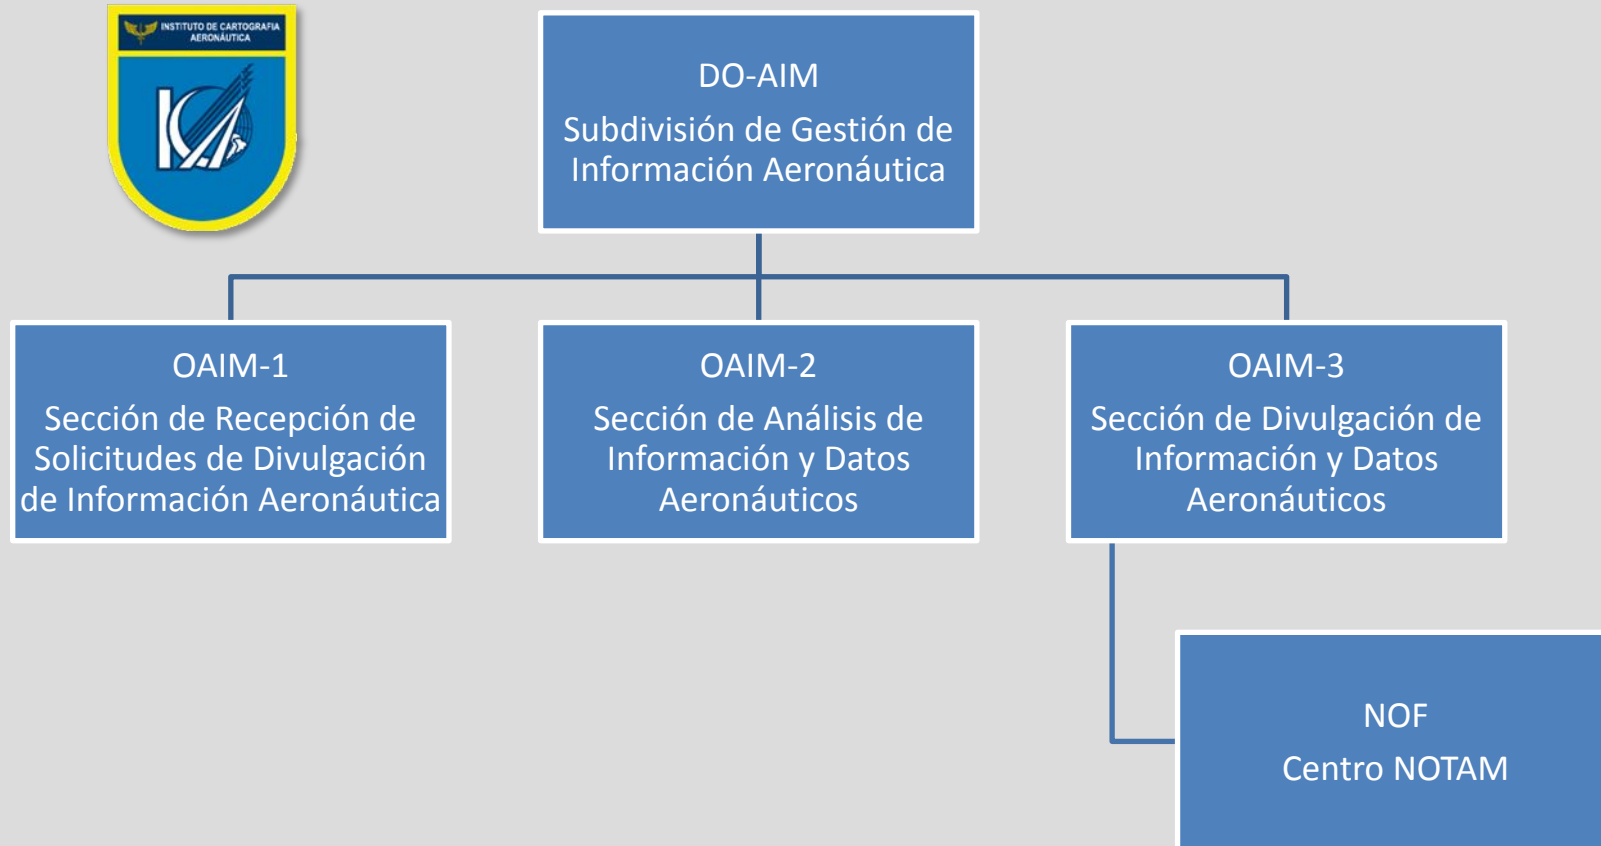 INSTITUTO DE CARTOGRAFIA
AERONÁUTICA
DO-AIM
Subdivisión de Gestión de
Información Aeronáutica
OAIM-1
Sección de Recepción de
Solicitudes de Divulgación
de Información Aeronáutica
OAIM-2
Sección de Análisis de
Información y Datos
Aeronáuticos
OAIM-3
Sección de Divulgación de
Información y Datos
Aeronáuticos
NOF
Centro NOTAM